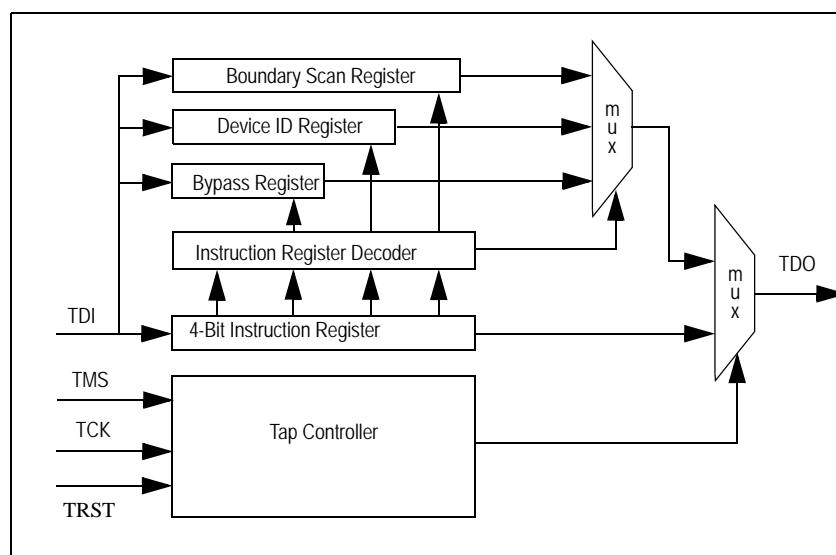 Boundary Scan Register
Device ID Register
Bypass Register
Instruction Register Decoder
4-Bit Instruction Register
Tap Controller
TDI
TMS
TCK
TRST
mux
mux
TDO